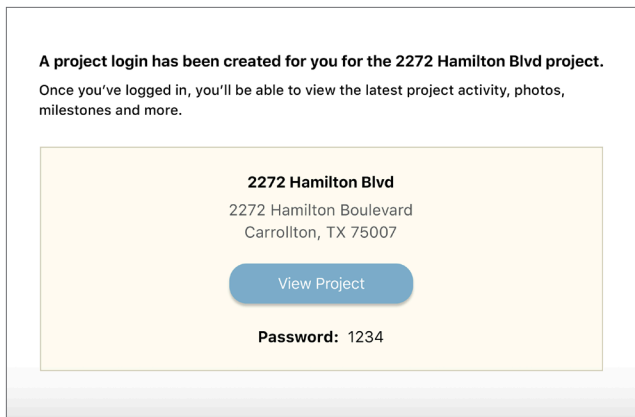 A project login has been created for you for the 2272 Hamilton Blvd project.
Once you’ve logged in, you’ll be able to view the latest project activity, photos,
milestones and more.
2272 Hamilton Blvd
2272 Hamilton Boulevard
Carrollton, TX 75007
View Project
Password: 1234